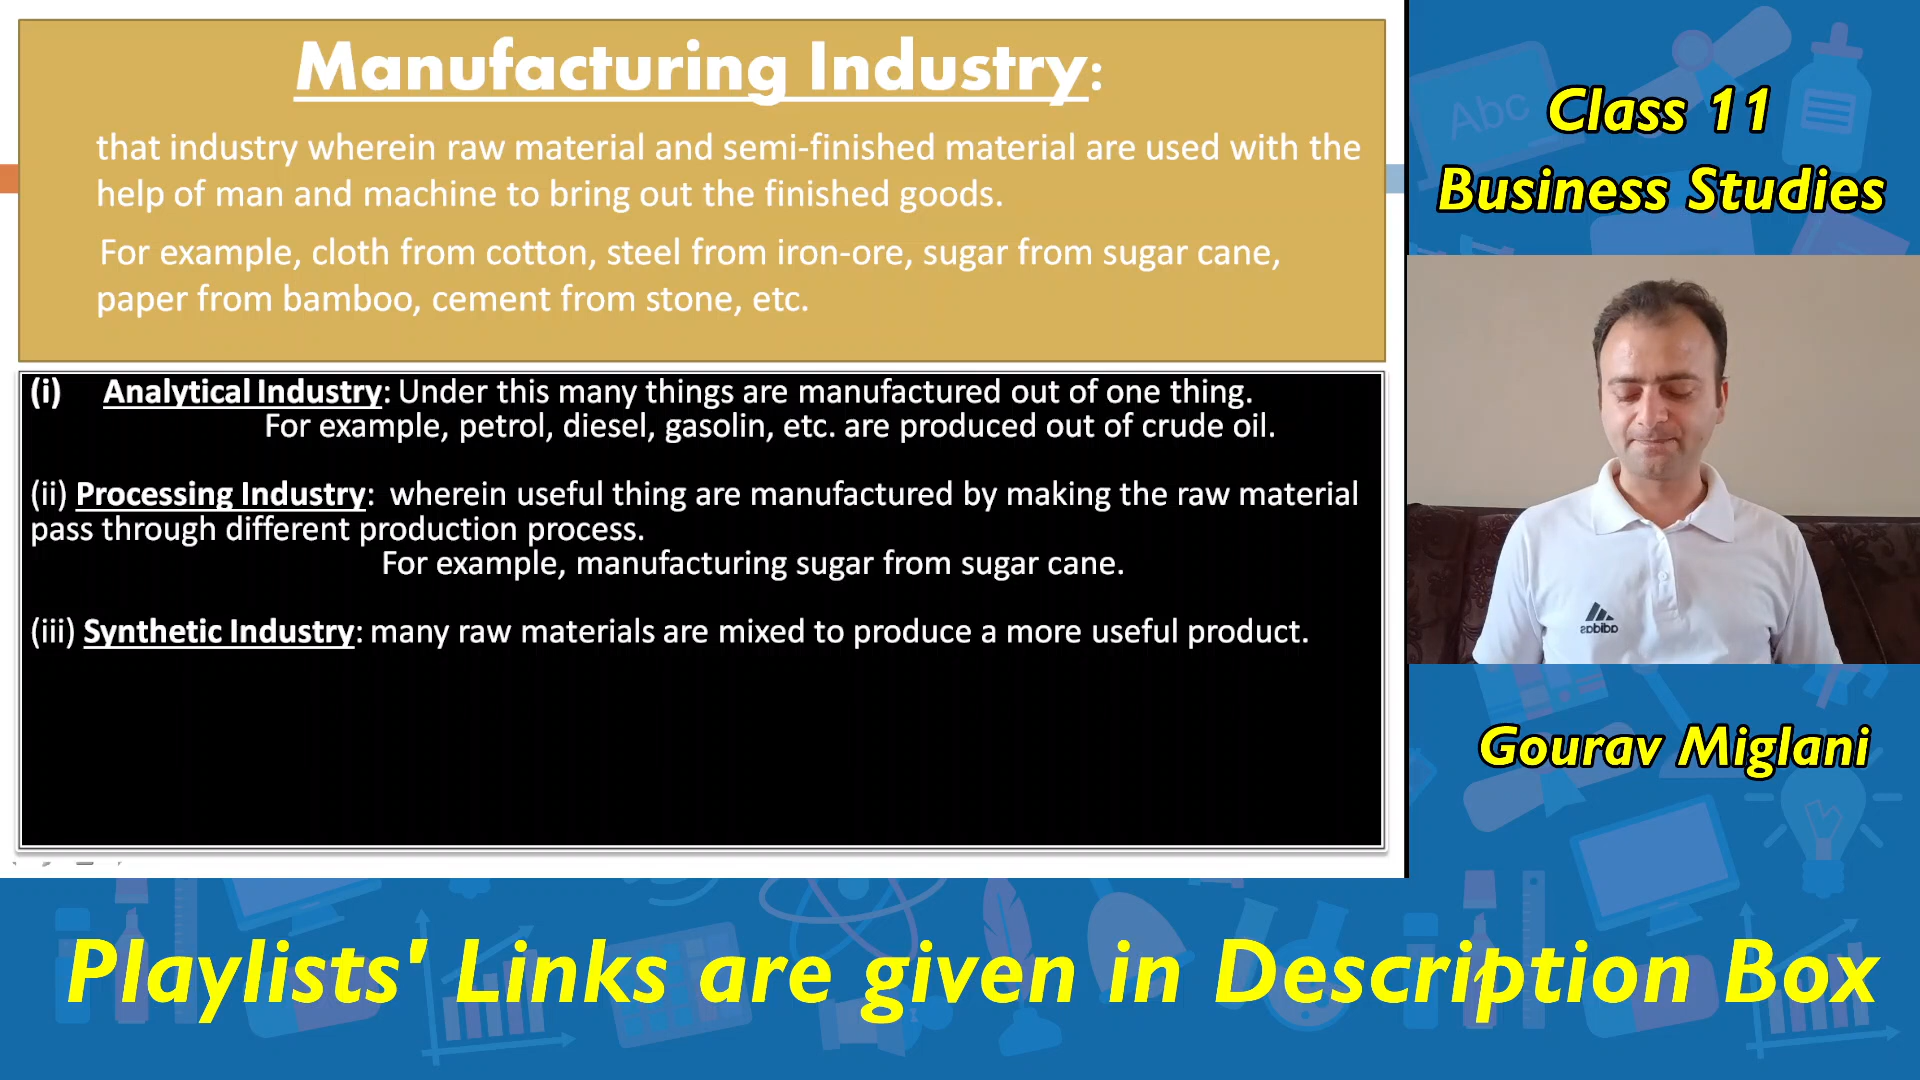 Manufacturing Industry:
that industry wherein raw material and semi-finished material are used with the
help of man and machine to bring out the finished goods.
For example, cloth from cotton, steel from iron-ore, sugar from sugar cane,
paper from bamboo, cement from stone, etc.
(i) Analytical Industry: Under this many things are manufactured out of one thing.
For example, petrol, diesel, gasolin, etc. are produced out of crude oil.
(ii) Processing Industry: wherein useful thing are manufactured by making the raw material
pass through different production process.
For example, manufacturing sugar from sugar cane.
(iii) Synthetic Industry: many raw materials are mixed to produce a more useful product.
Abc
Class 11
Business Studies
adidas
Gourav Miglani
Playlists' Links are given in Description Box